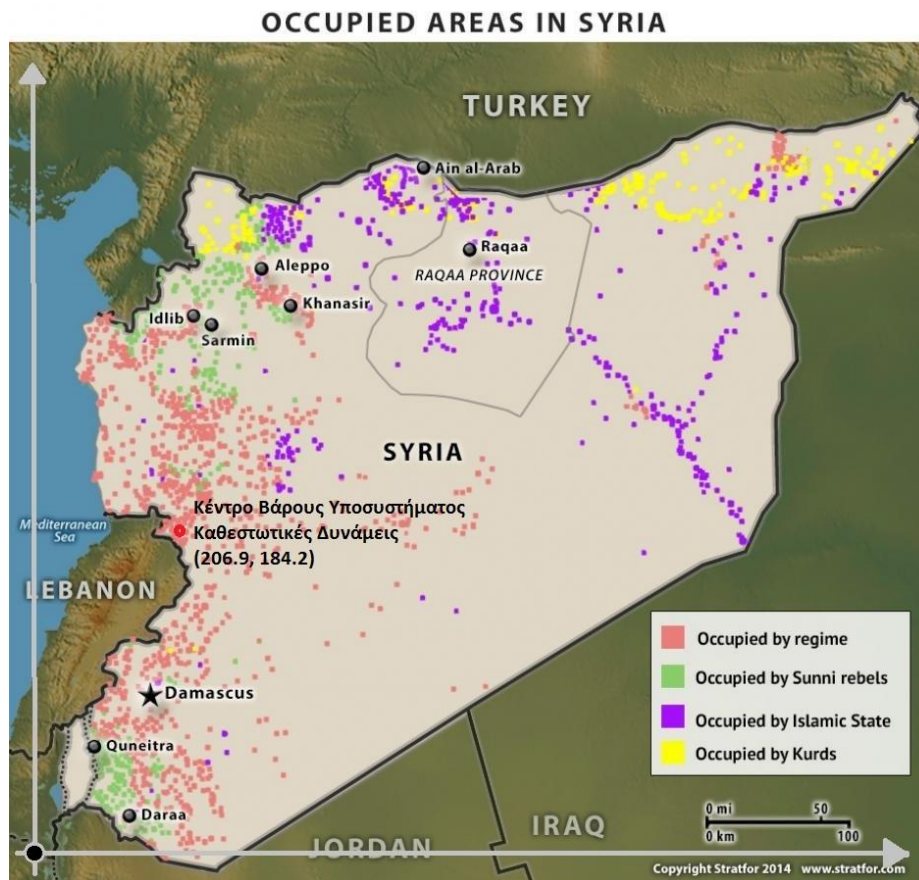 OCCUPIED AREAS IN SYRIA
TURKEY
Ain al-Arab
Raqaa
RAQAA PROVINCE
Aleppo
Khanasir
Idlib
Sarmin
SYRIA
Κέντρο Βάρους Υποσυστήματος
Καθεστωτικές Δυνάμεις
(206.9, 184.2)
Mediterranean
Sea
LEBANON
Damascus
Quneitra
Daraa
JORDAN
IRAQ
Occupied by regime
Occupied by Sunni rebels
Occupied by Islamic State
Occupied by Kurds
0 mi 50
0 km 100
Copyright Stratfor 2014 www.stratfor.com